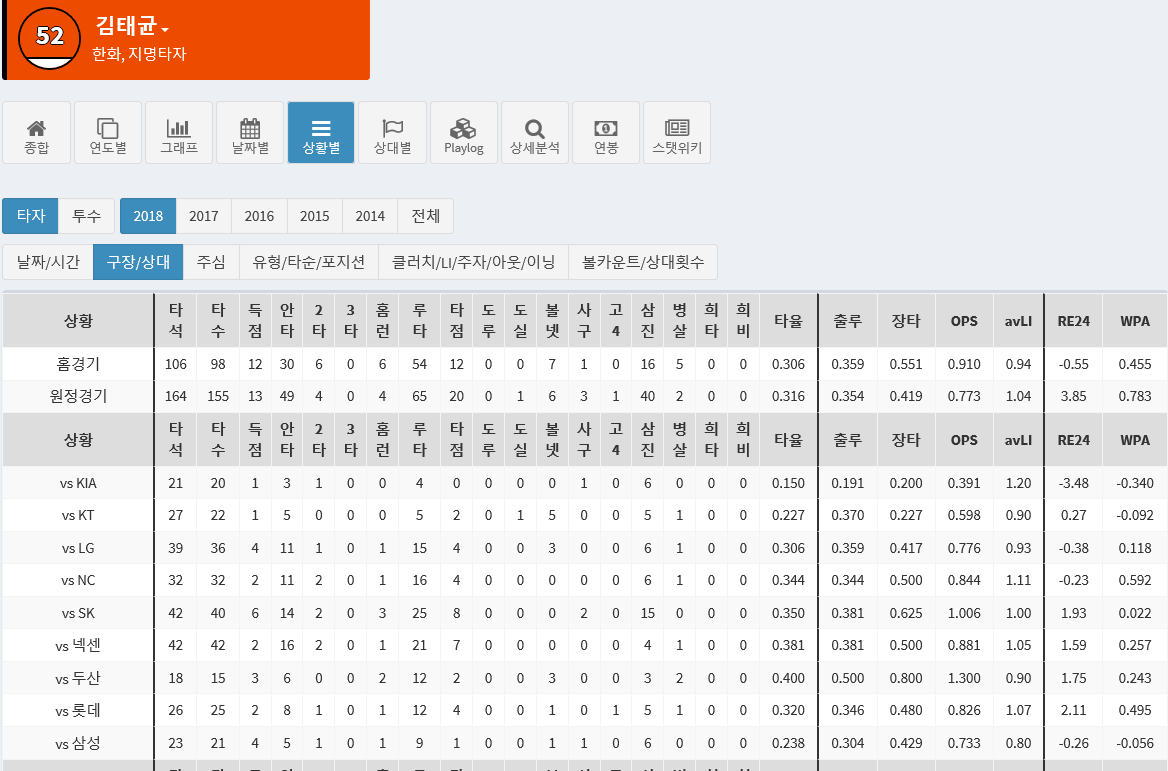 52
김태균
한화, 지명타자
종합 연도별 그래프 날짜별 상황별 상대별 Playlog 상세분석 연봉 스탯위키
타자 투수 2018 2017 2016 2015 2014 전체
날짜/시간 구장/상대 주심 유형/타순/포지션 클러치/LI/주자/아웃/이닝 볼카운트/상대횟수
상황 타석 타수 득점 안타 2타 3타 홈런 루타 타점 도루 도실 볼넷 사구 고4 삼진 병살 희타 희비 타율 출루 장타 OPS avLI RE24 WPA
홈경기 106 98 12 30 6 0 6 54 12 0 0 7 1 0 16 5 0 0 0.306 0.359 0.551 0.910 0.94 -0.55 0.455
원정경기 164 155 13 49 4 0 4 65 20 0 1 6 3 1 40 2 0 0 0.316 0.354 0.419 0.773 1.04 3.85 0.783
상황 타석 타수 득점 안타 2타 3타 홈런 루타 타점 도루 도실 볼넷 사구 고4 삼진 병살 희타 희비 타율 출루 장타 OPS avLI RE24 WPA
vs KIA 21 20 1 3 1 0 0 4 0 0 0 0 1 0 6 0 0 0 0.150 0.191 0.200 0.391 1.20 -3.48 -0.340
vs KT 27 22 1 5 0 0 0 5 2 0 1 5 0 0 5 1 0 0 0.227 0.370 0.227 0.598 0.90 0.27 -0.092
vs LG 39 36 4 11 1 0 1 15 4 0 0 3 0 0 6 1 0 0 0.306 0.359 0.417 0.776 0.93 -0.38 0.118
vs NC 32 32 2 11 2 0 1 16 4 0 0 0 0 0 6 1 0 0 0.344 0.344 0.500 0.844 1.11 -0.23 0.592
vs SK 42 40 6 14 2 0 3 25 8 0 0 0 2 0 15 0 0 0 0.350 0.381 0.625 1.006 1.00 1.93 0.022
vs 넥센 42 42 2 16 2 0 1 21 7 0 0 0 0 0 4 1 0 0 0.381 0.381 0.500 0.881 1.05 1.59 0.257
vs 두산 18 15 3 6 0 0 2 12 2 0 0 3 0 0 3 2 0 0 0.400 0.500 0.800 1.300 0.90 1.75 0.243
vs 롯데 26 25 2 8 1 0 1 12 4 0 0 1 0 1 5 1 0 0 0.320 0.346 0.480 0.826 1.07 2.11 0.495
vs 삼성 23 21 4 5 1 0 1 9 1 0 0 1 1 0 6 0 0 0 0.238 0.304 0.429 0.733 0.80 -0.26 -0.056